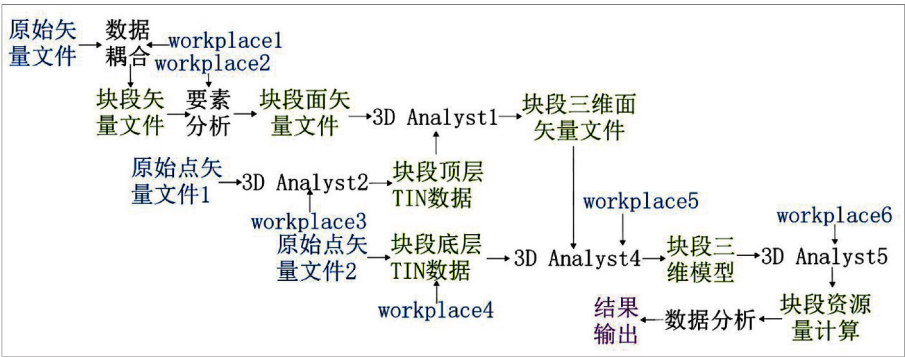 原始矢
量文件
数据
耦合
workplace1
workplace2
块段矢
量文件
要素
分析
块段面矢
量文件
3D Analyst1
块段三维面
矢量文件
原始点矢
量文件1
3D Analyst2
块段顶层
TIN数据
workplace3
workplace5
workplace6
原始点矢
量文件2
块段底层
TIN数据
3D Analyst4
块段三
维模型
3D Analyst5
workplace4
结果
输出
数据分析
块段资源
量计算